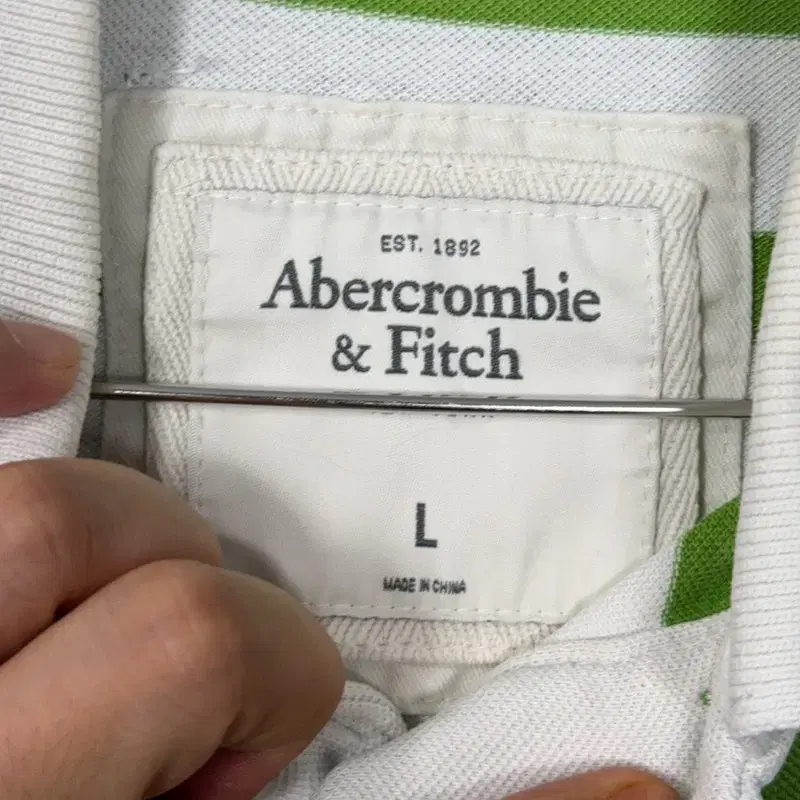 EST. 1892
Abercrombie
& Fitch
L
MADE IN CHINA